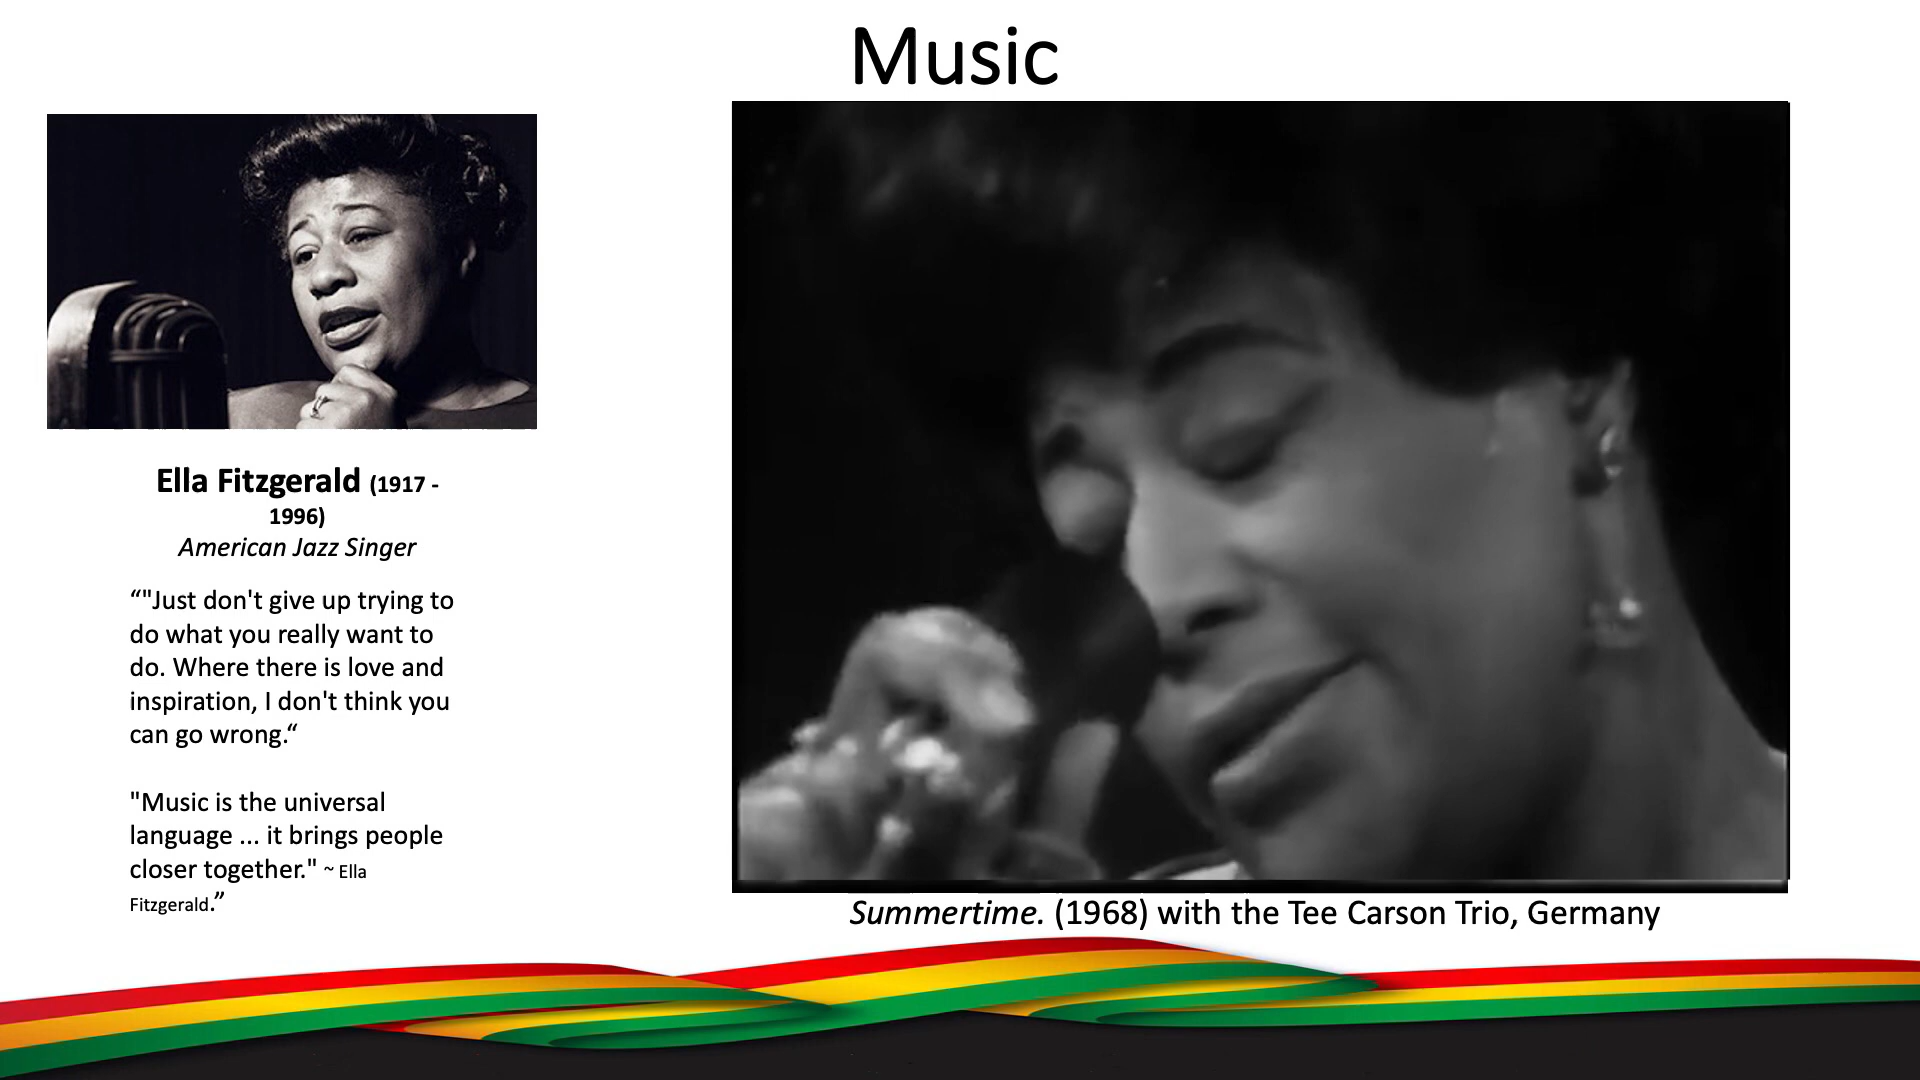 Music
Ella Fitzgerald (1917 -
1996)
American Jazz Singer
“"Just don't give up trying to
do what you really want to
do. Where there is love and
inspiration, I don't think you
can go wrong.“
"Music is the universal
language ... it brings people
closer together." ~ Ella
Fitzgerald.”
Summertime. (1968) with the Tee Carson Trio, Germany